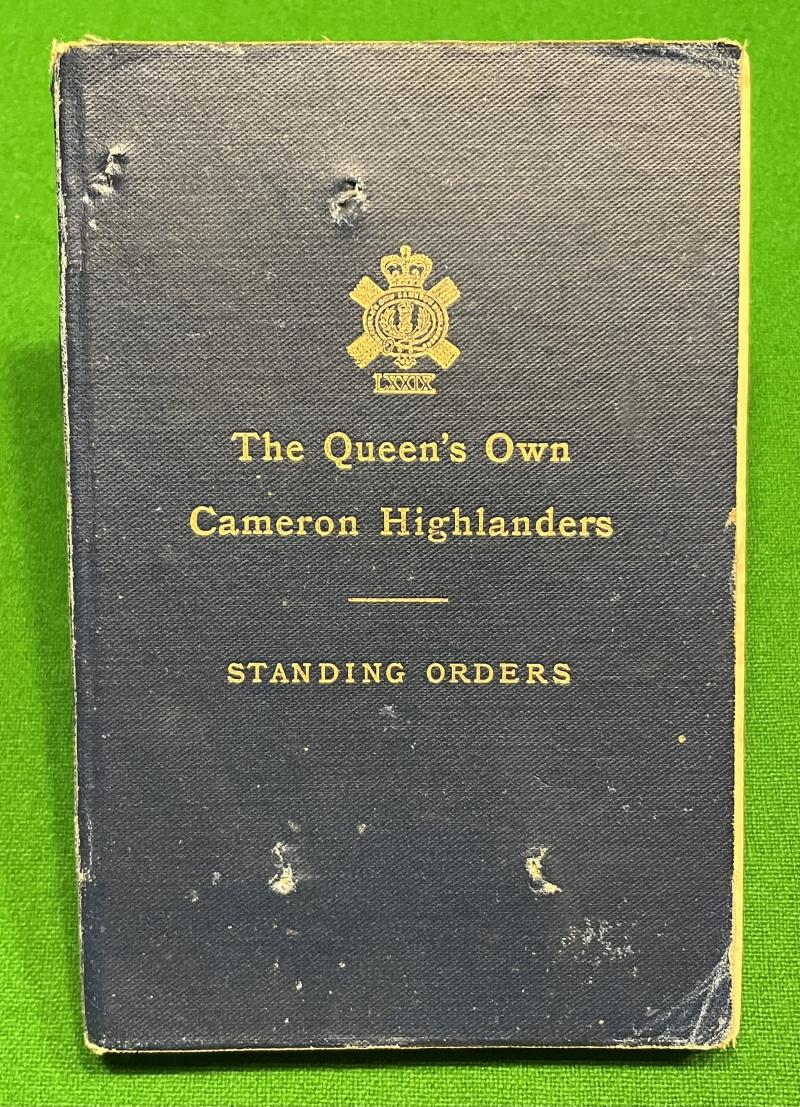 LXXIX
The Queen's Own
Cameron Highlanders
STANDING ORDERS